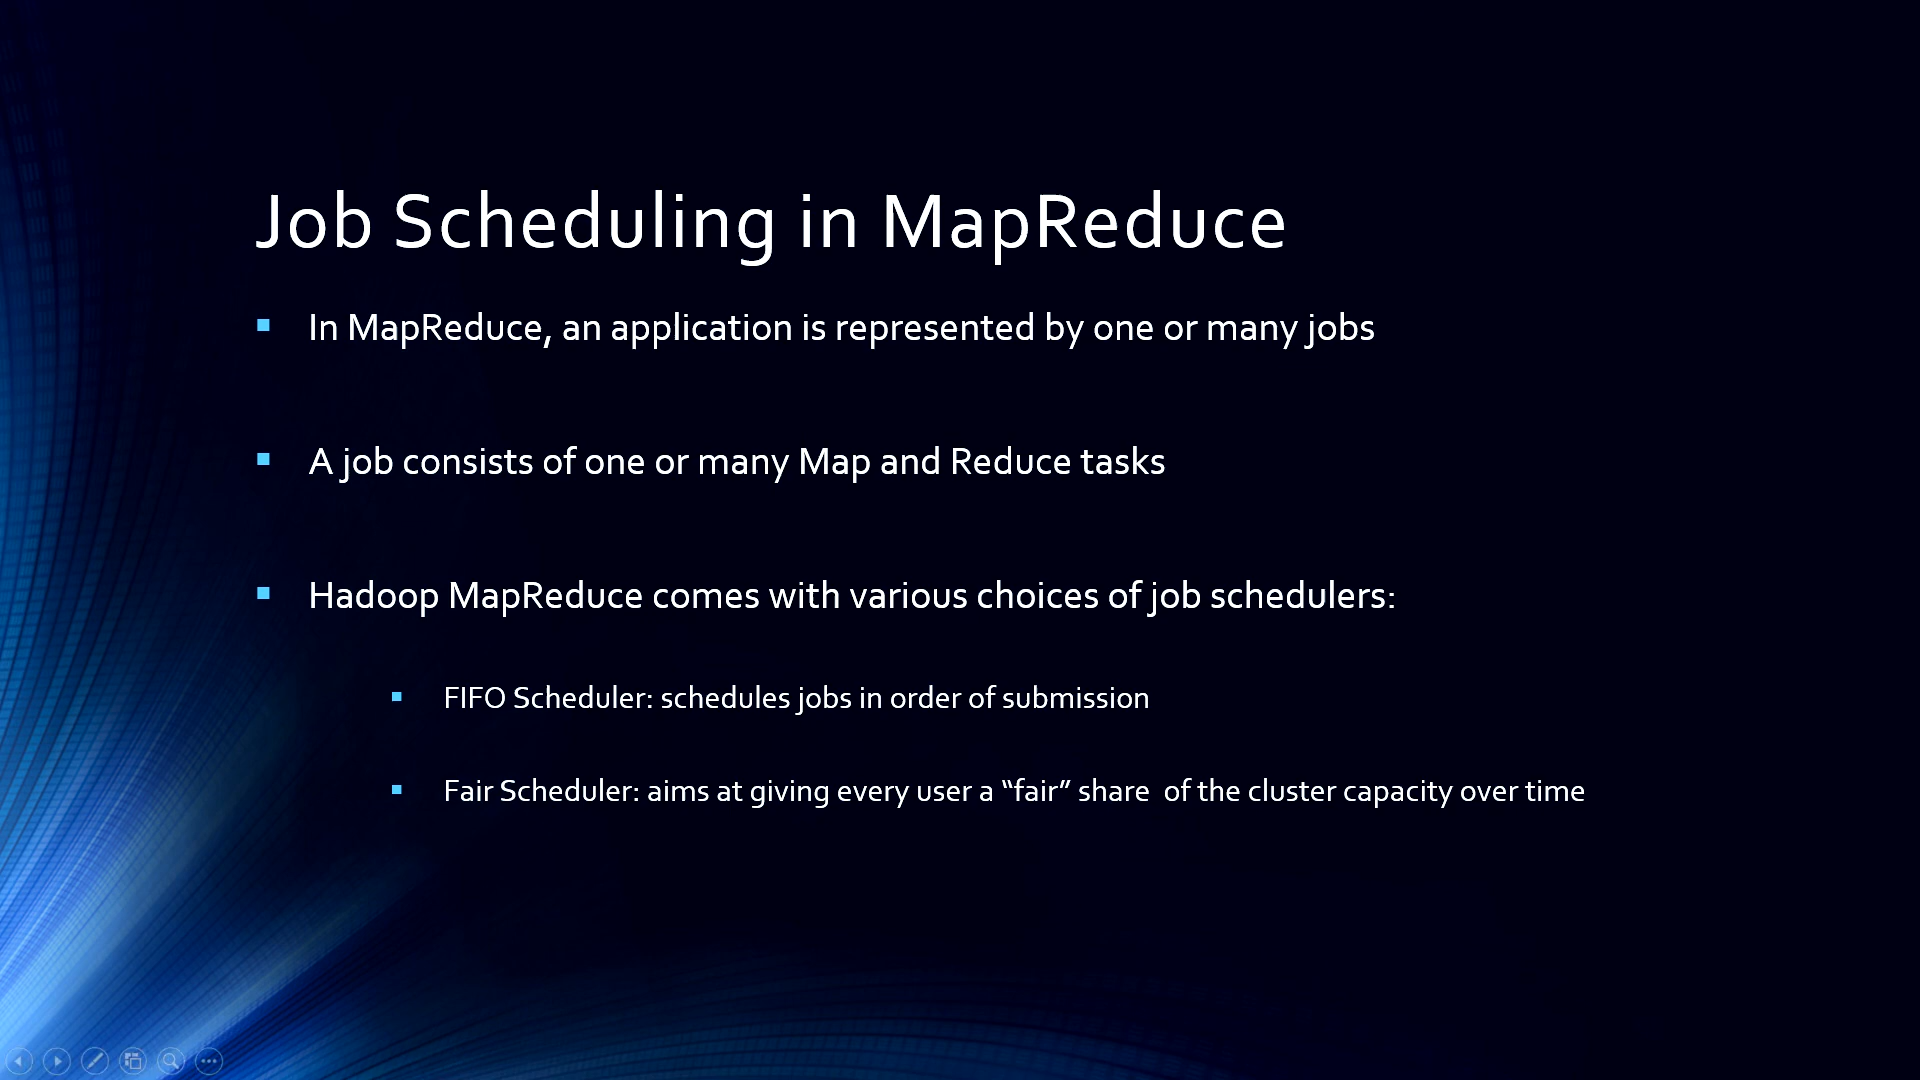 Job Scheduling in MapReduce
In MapReduce, an application is represented by one or many jobs
A job consists of one or many Map and Reduce tasks
Hadoop MapReduce comes with various choices of job schedulers:
FIFO Scheduler: schedules jobs in order of submission
Fair Scheduler: aims at giving every user a “fair” share  of the cluster capacity over time